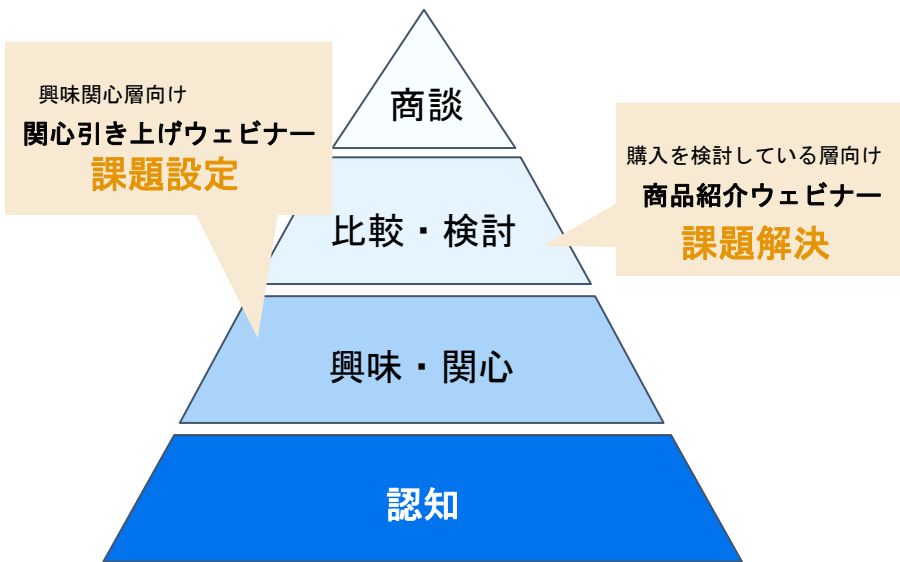 商談
興味関心層向け
関心引き上げウェビナー
課題設定
購入を検討している層向け
商品紹介ウェビナー
課題解決
比較・検討
興味・関心
認知